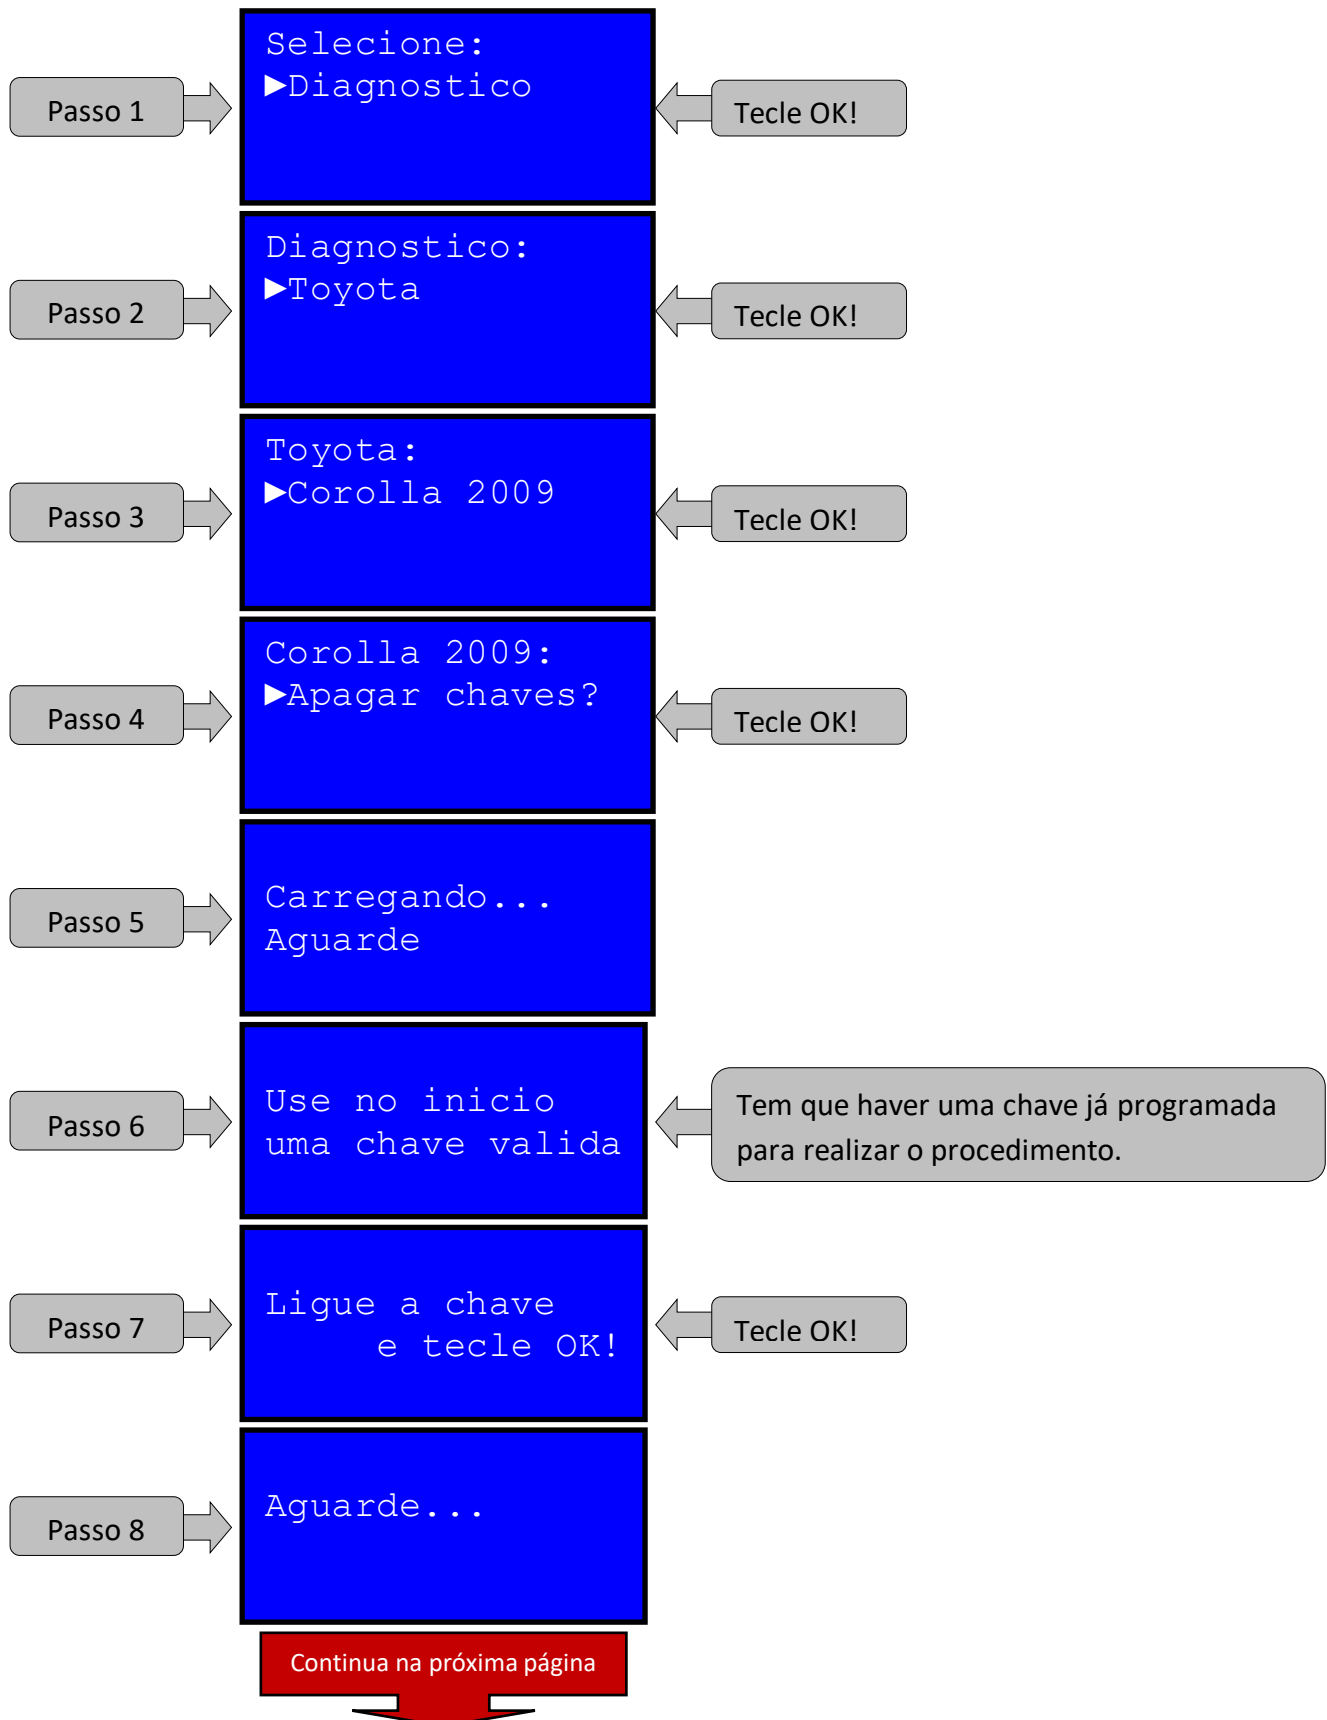 Selecione:
►Diagnostico
Passo 1
Tecle OK!
Diagnostico:
►Toyota
Passo 2
Tecle OK!
Toyota:
►Corolla 2009
Passo 3
Tecle OK!
Corolla 2009:
►Apagar chaves?
Passo 4
Tecle OK!
Carregando...
Aguarde
Passo 5
Use no inicio
uma chave valida
Passo 6
Tem que haver uma chave já programada
para realizar o procedimento.
Ligue a chave
e tecle OK!
Passo 7
Tecle OK!
Aguarde...
Passo 8
Continua na próxima página